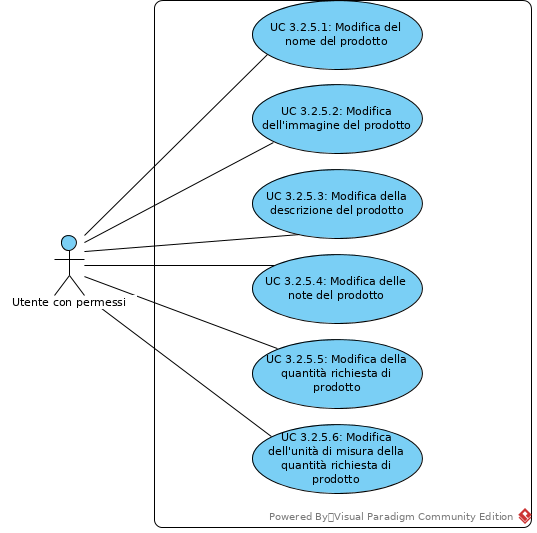 UC 3.2.5.1: Modifica del
nome del prodotto
UC 3.2.5.2: Modifica
dell'immagine del prodotto
UC 3.2.5.3: Modifica della
descrizione del prodotto
Utente con permessi
UC 3.2.5.4: Modifica delle
note del prodotto
UC 3.2.5.5: Modifica della
quantità richiesta di
prodotto
UC 3.2.5.6: Modifica
dell'unità di misura della
quantità richiesta di
prodotto
Powered By Visual Paradigm Community Edition